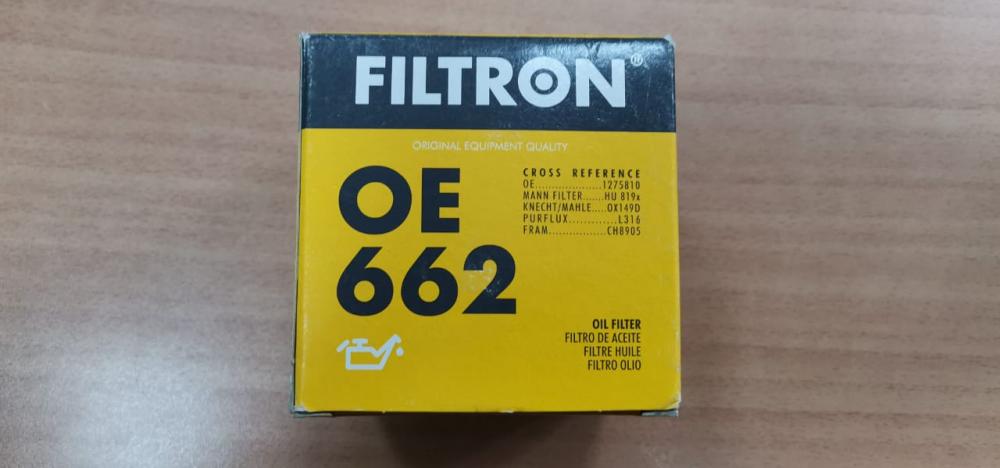 FILTRON®
ORIGINAL EQUIPMENT QUALITY
OE
662
CROSS REFERENCE
OE....................1275810
MANN FILTER.......HU 819x
KNECHT/MAHLE.....OX149D
PURFLUX..............L316
FRAM.................CH8905
OIL FILTER
FILTRO DE ACEITE
FILTRE HUILE
FILTRO OLIO